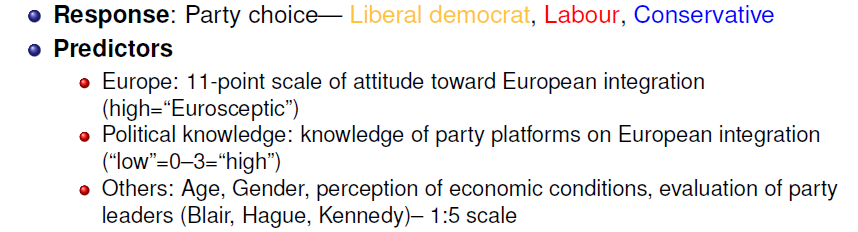 Response: Party choice— Liberal democrat, Labour, Conservative
Predictors
Europe: 11-point scale of attitude toward European integration
(high=“Eurosceptic”)
Political knowledge: knowledge of party platforms on European integration
(“low”=0–3=“high”)
Others: Age, Gender, perception of economic conditions, evaluation of party
leaders (Blair, Hague, Kennedy)– 1:5 scale